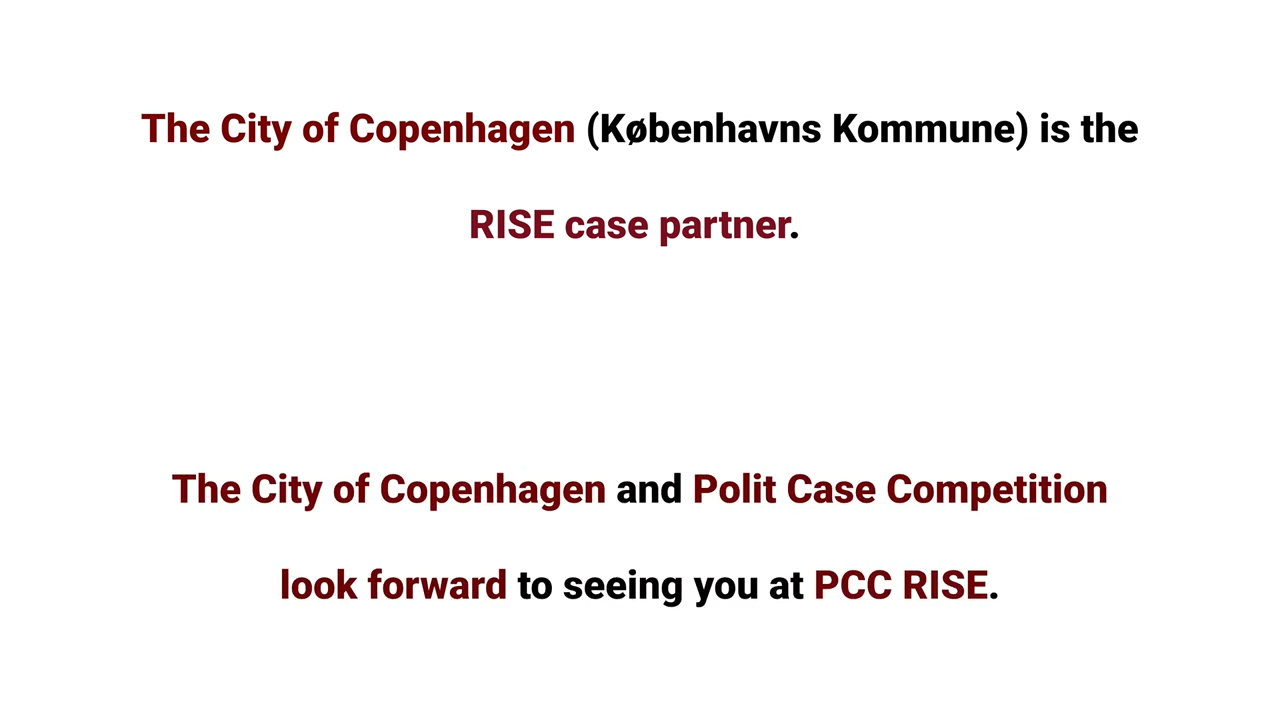 The City of Copenhagen (Københavns Kommune) is the
RISE case partner.
The City of Copenhagen and Polit Case Competition
look forward to seeing you at PCC RISE.